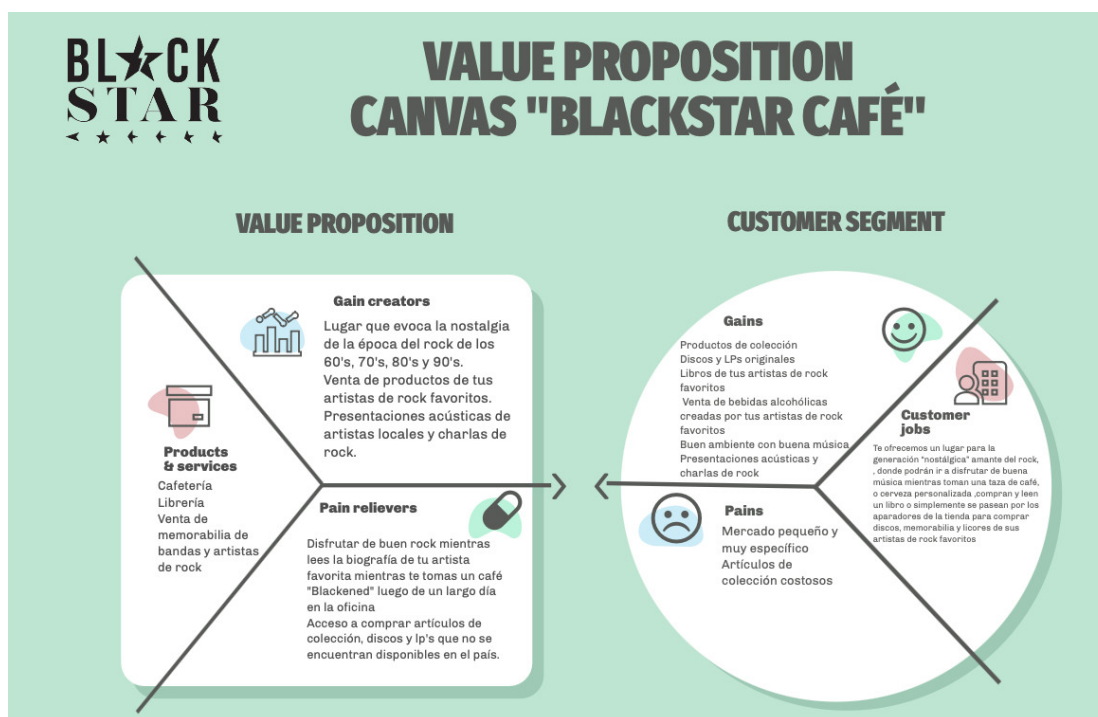 BLACK
STAR
VALUE PROPOSITION
CANVAS "BLACKSTAR CAFÉ"
VALUE PROPOSITION
Gain creators
Lugar que evoca la nostalgia
de la época del rock de los
60's, 70's, 80's y 90's.
Venta de productos de tus
artistas de rock favoritos.
Presentaciones acústicas de
artistas locales y charlas de
rock.
Products
& services
Cafetería
Librería
Venta de
memorabilia de
bandas y artistas
de rock
Pain relievers
Disfrutar de buen rock mientras
lees la biografía de tu artista
favorita mientras te tomas un café
"Blackened" luego de un largo día
en la oficina
Acceso a comprar artículos de
colección, discos y lp's que no se
encuentran disponibles en el país.
CUSTOMER SEGMENT
Gains
Productos de colección
Discos y LPs originales
Libros de tus artistas de rock
favoritos
Venta de bebidas alcohólicas
creadas por tus artistas de rock
favoritos
Buen ambiente con buena música
Presentaciones acústicas y
charlas de rock
Customer
jobs
Te ofrecemos un lugar para la
generación "nostálgica" amante del rock,
, donde podrán ir a disfrutar de buena
música mientras toman una taza de café,
o cerveza personalizada ,compran y leen
un libro o simplemente se pasean por los
aparadores de la tienda para comprar
discos, memorabilia y licores de sus
artistas de rock favoritos
Pains
Mercado pequeño y
muy específico
Artículos de
colección costosos